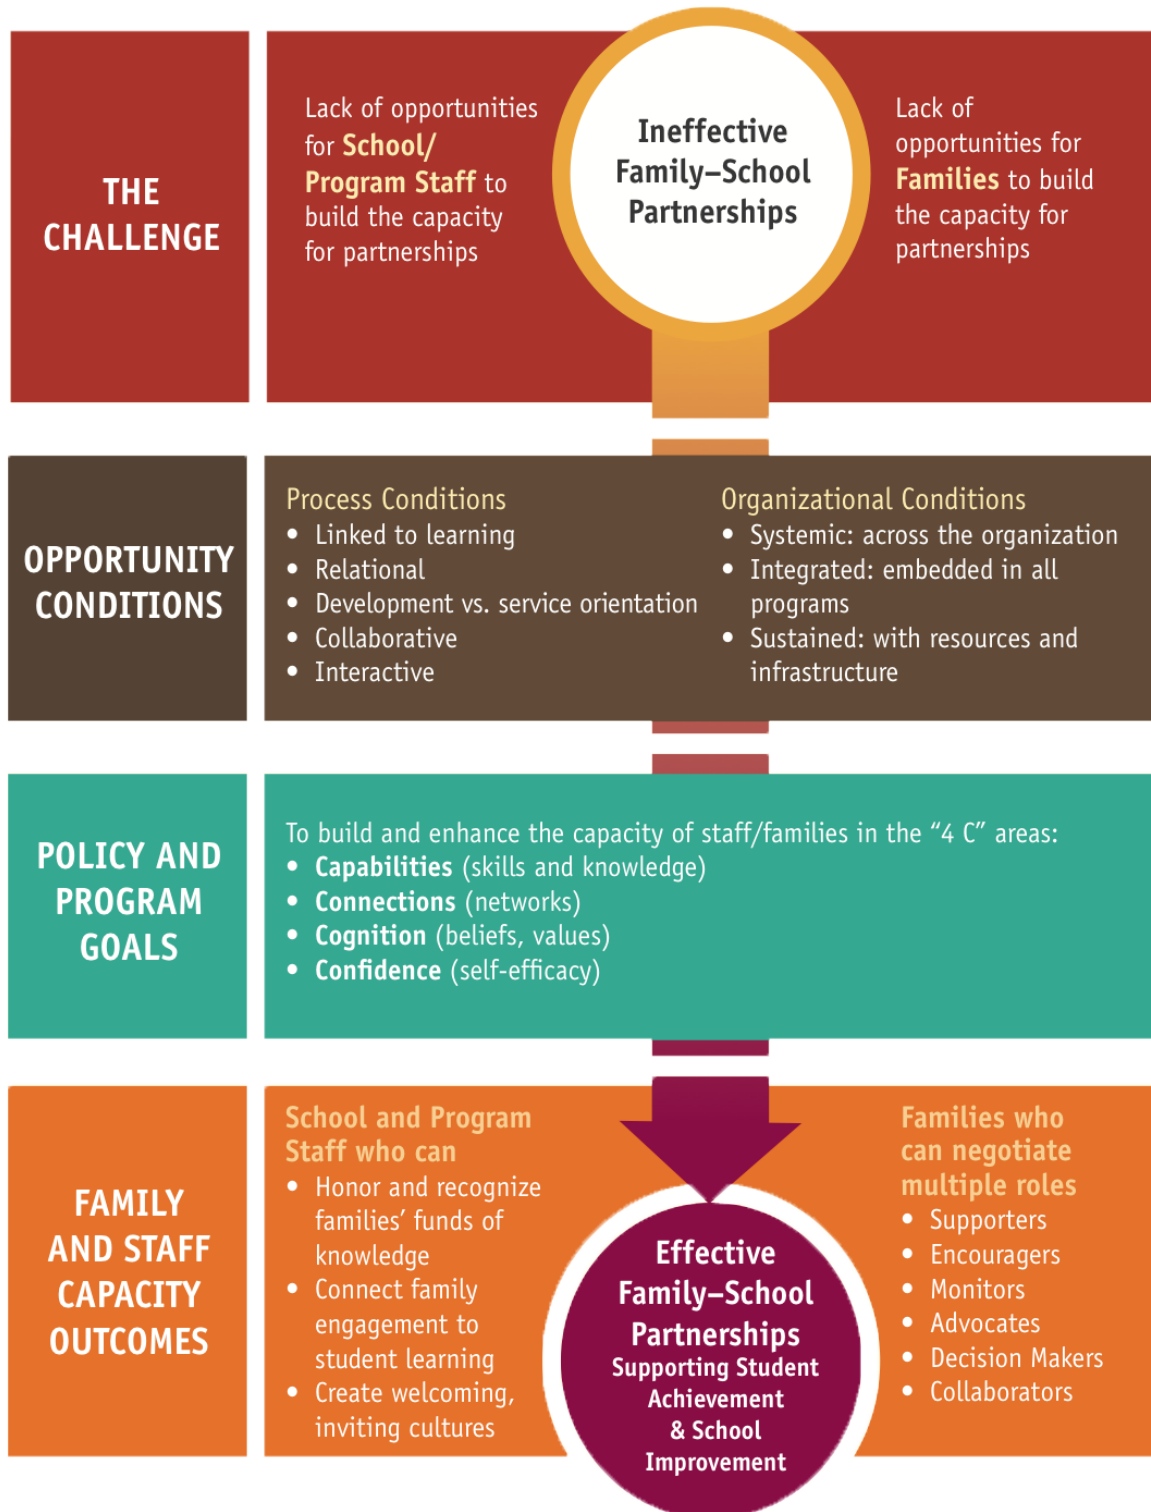 THE
CHALLENGE
Lack of opportunities
for School/
Program Staff to
build the capacity
for partnerships
Ineffective
Family–School
Partnerships
Lack of
opportunities for
Families to build
the capacity for
partnerships
OPPORTUNITY
CONDITIONS
Process Conditions
• Linked to learning
• Relational
• Development vs. service orientation
• Collaborative
• Interactive
Organizational Conditions
• Systemic: across the organization
• Integrated: embedded in all
programs
• Sustained: with resources and
infrastructure
POLICY AND
PROGRAM
GOALS
To build and enhance the capacity of staff/families in the “4 C” areas:
• Capabilities (skills and knowledge)
• Connections (networks)
• Cognition (beliefs, values)
• Confidence (self-efficacy)
FAMILY
AND STAFF
CAPACITY
OUTCOMES
School and Program
Staff who can
• Honor and recognize
families’ funds of
knowledge
• Connect family
engagement to
student learning
• Create welcoming,
inviting cultures
Effective
Family–School
Partnerships
Supporting Student
Achievement
& School
Improvement
Families who
can negotiate
multiple roles
• Supporters
• Encouragers
• Monitors
• Advocates
• Decision Makers
• Collaborators